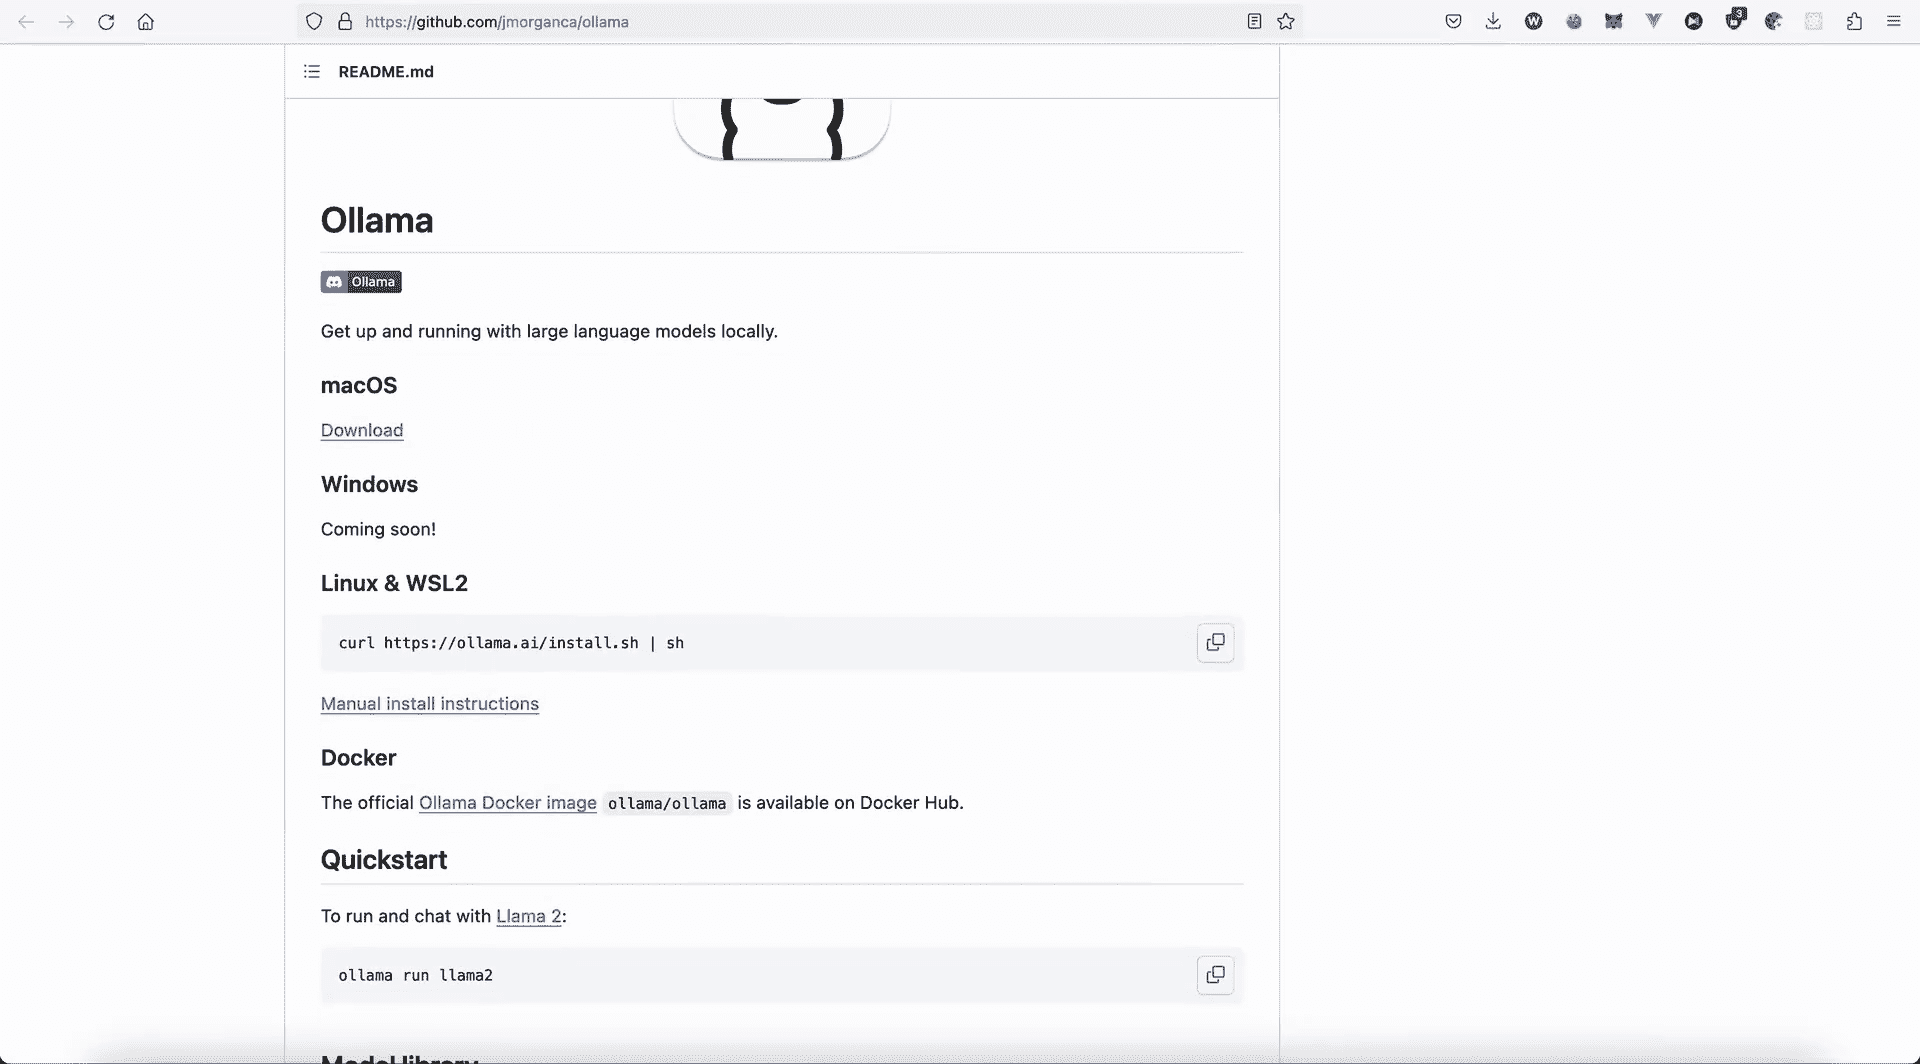 https://github.com/jmorganca/ollama
3
README.md
Ollama
Ollama
Get up and running with large language models locally.
macOS
Download
Windows
Coming soon!
Linux & WSL2
curl https://ollama.ai/install.sh | sh
Manual install instructions
Docker
The official Ollama Docker image ollama/ollama is available on Docker Hub.
Quickstart
To run and chat with Llama 2:
ollama run llama2
Model library